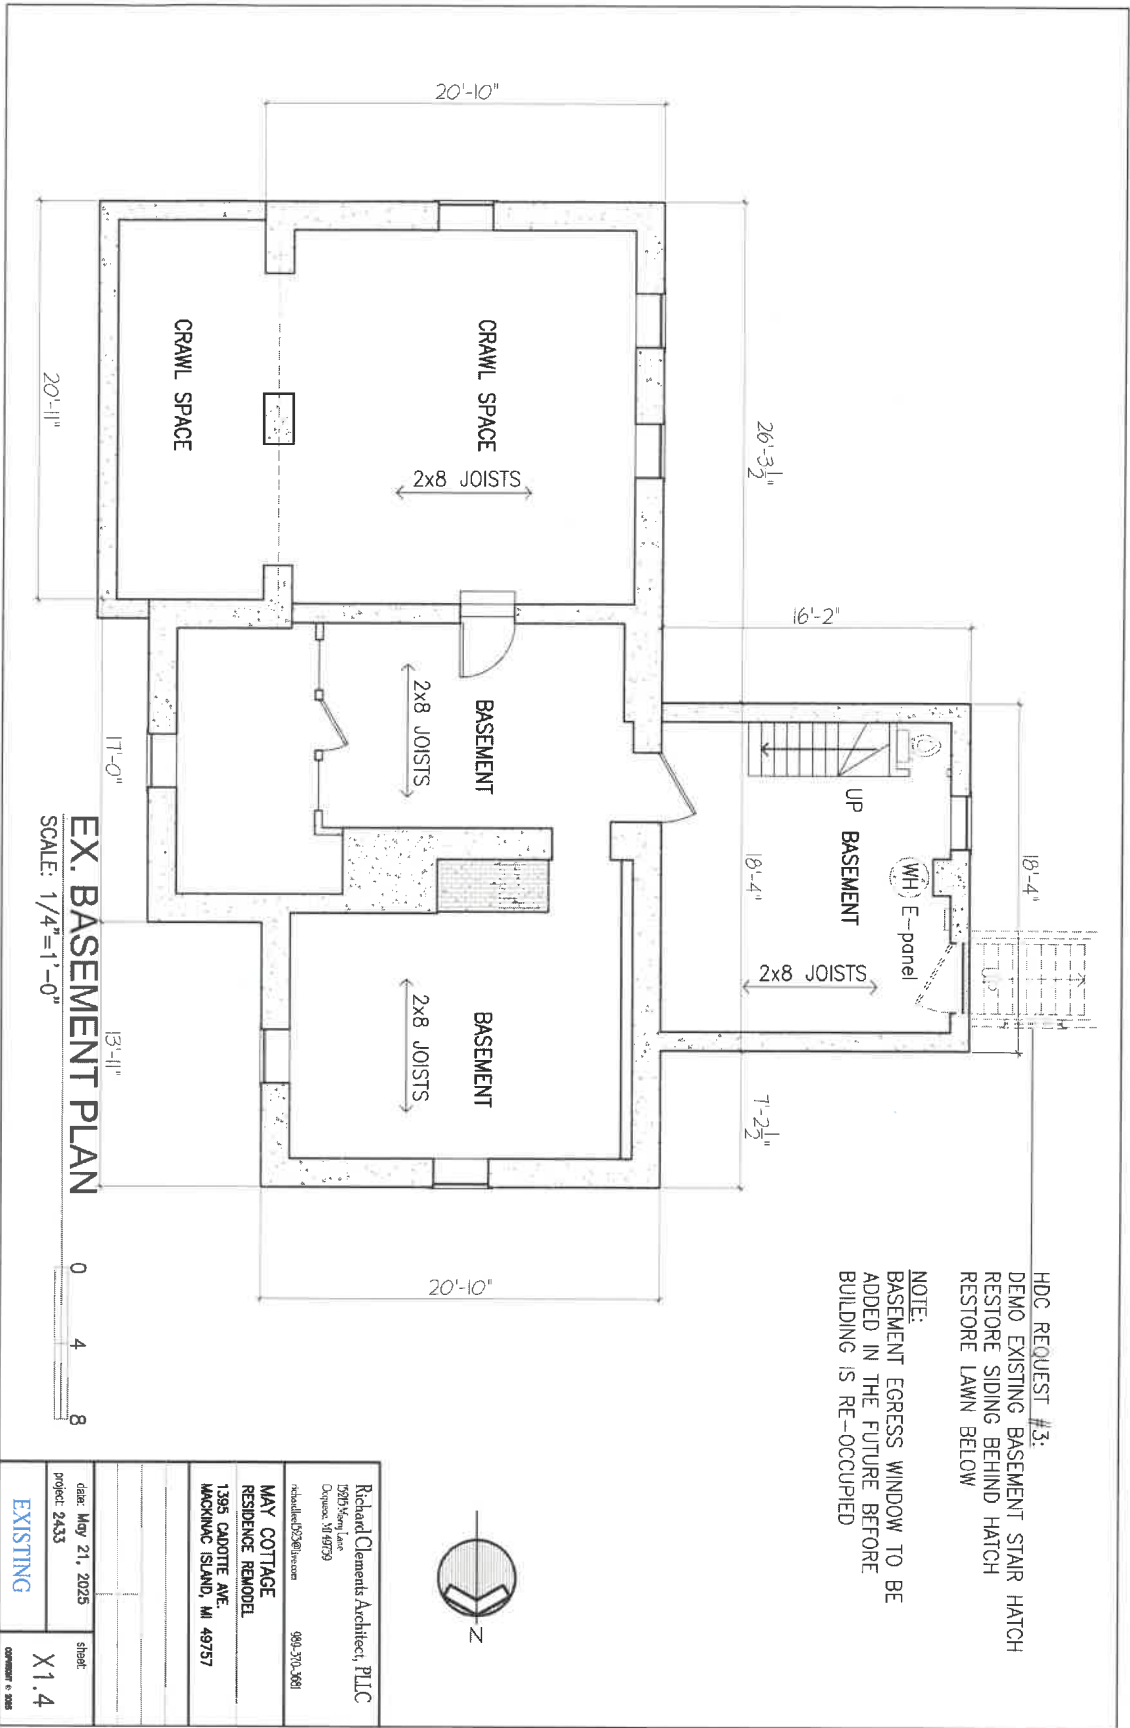 HDC REQUEST #3:
DEMO EXISTING BASEMENT STAIR HATCH
RESTORE SIDING BEHIND HATCH
RESTORE LAWN BELOW
NOTE:
BASEMENT EGRESS WINDOW TO BE
ADDED IN THE FUTURE BEFORE
BUILDING IS RE-OCCUPIED
18'-4"
UP
WH
E-panel
UP
BASEMENT
2x8 JOISTS
16'-2"
26'-3 1/2"
18'-4"
7'-2 1/2"
20'-10"
CRAWL SPACE
2x8 JOISTS
BASEMENT
2x8 JOISTS
BASEMENT
2x8 JOISTS
20'-10"
CRAWL SPACE
20'-11"
17'-0"
13'-11"
EX. BASEMENT PLAN
SCALE: 1/4"=1'-0"
0 4 8
N
Richard Clements Architect, PLLC
989-370-3681
MAY COTTAGE
RESIDENCE REMODEL
1395 CADOTTE AVE.
MACKINAC ISLAND, MI 49757
date: May 21, 2025
project: 2433
sheet:
EXISTING
X1.4
COPYRIGHT © 2025